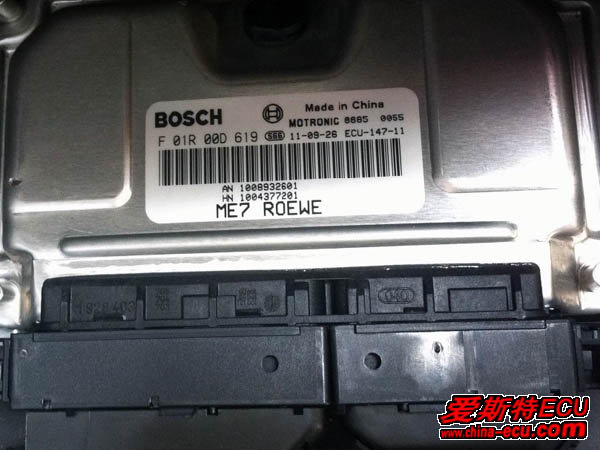 BOSCH
Made in China
MOTRONIC 8885 0055
F 01R 00D 619 S66 11-09-26 ECU-147-11
AN 1008932601
HN 1004377201
ME7 ROEWE
爱斯特ECU
www.china-ecu.com